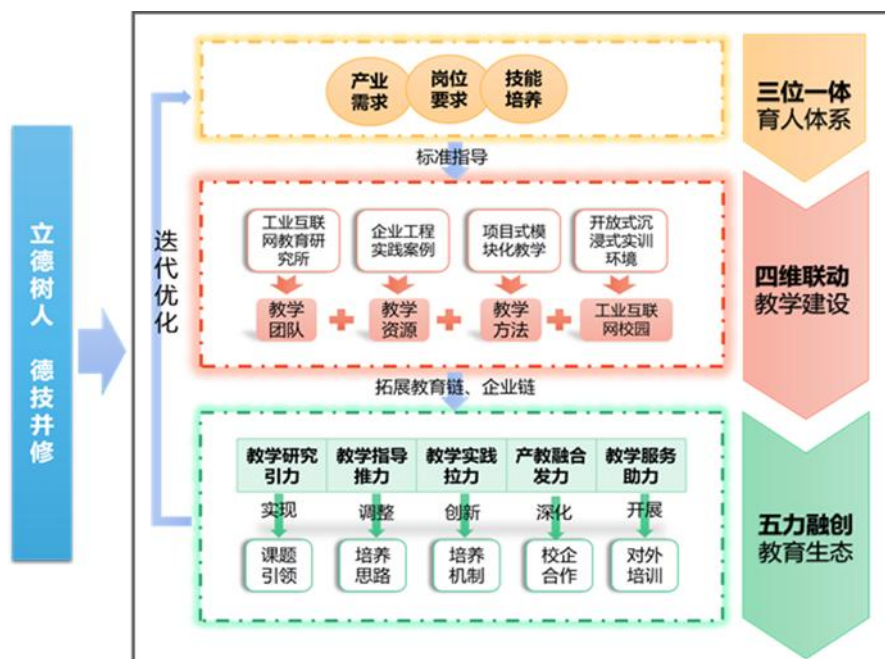 立德树人 德技并修
迭代优化
产业
需求
岗位
要求
技能
培养
三位一体
育人体系
标准指导
工业互联
网教育研
究所
企业工程
实践案例
项目式模
块化教学
开放式沉
浸式实训
环境
教学
团队
教学
资源
教学
方法
工业互联
网校园
四维联动
教学建设
拓展教育链、企业链
教学研究
引力
教学指导
推力
教学实践
拉力
产教融合
发力
教学服务
助力
实现
调整
创新
深化
开展
课题
引领
培养
思路
培养
机制
校企
合作
对外
培训
五力融创
教育生态